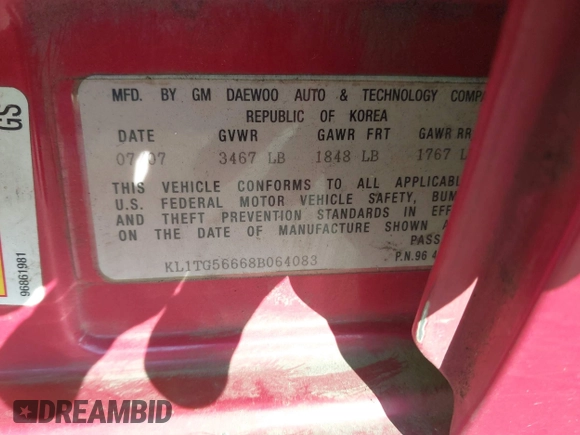 MFD. BY GM DAEWOO AUTO & TECHNOLOGY COMPA
REPUBLIC OF KOREA
DATE GVWR GAWR FRT GAWR RR
07 07 3467 LB 1848 LB 1767 L
THIS VEHICLE CONFORMS TO ALL APPLICABL
U.S. FEDERAL MOTOR VEHICLE SAFETY, BUM
AND THEFT PREVENTION STANDARDS IN EFFE
ON THE DATE OF MANUFACTURE SHOWN A
PASS
KL1TG56668B064083 P.N.96 4
GS
96861981
DREAMBID